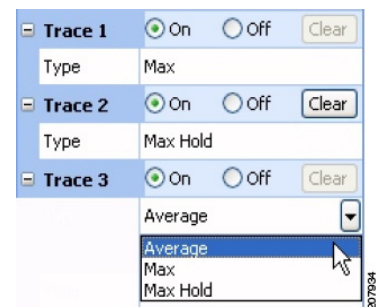 Trace 1 On Off Clear
Type Max
Trace 2 On Off Clear
Type Max Hold
Trace 3 On Off Clear
Average
Average
Max
Max Hold
207934